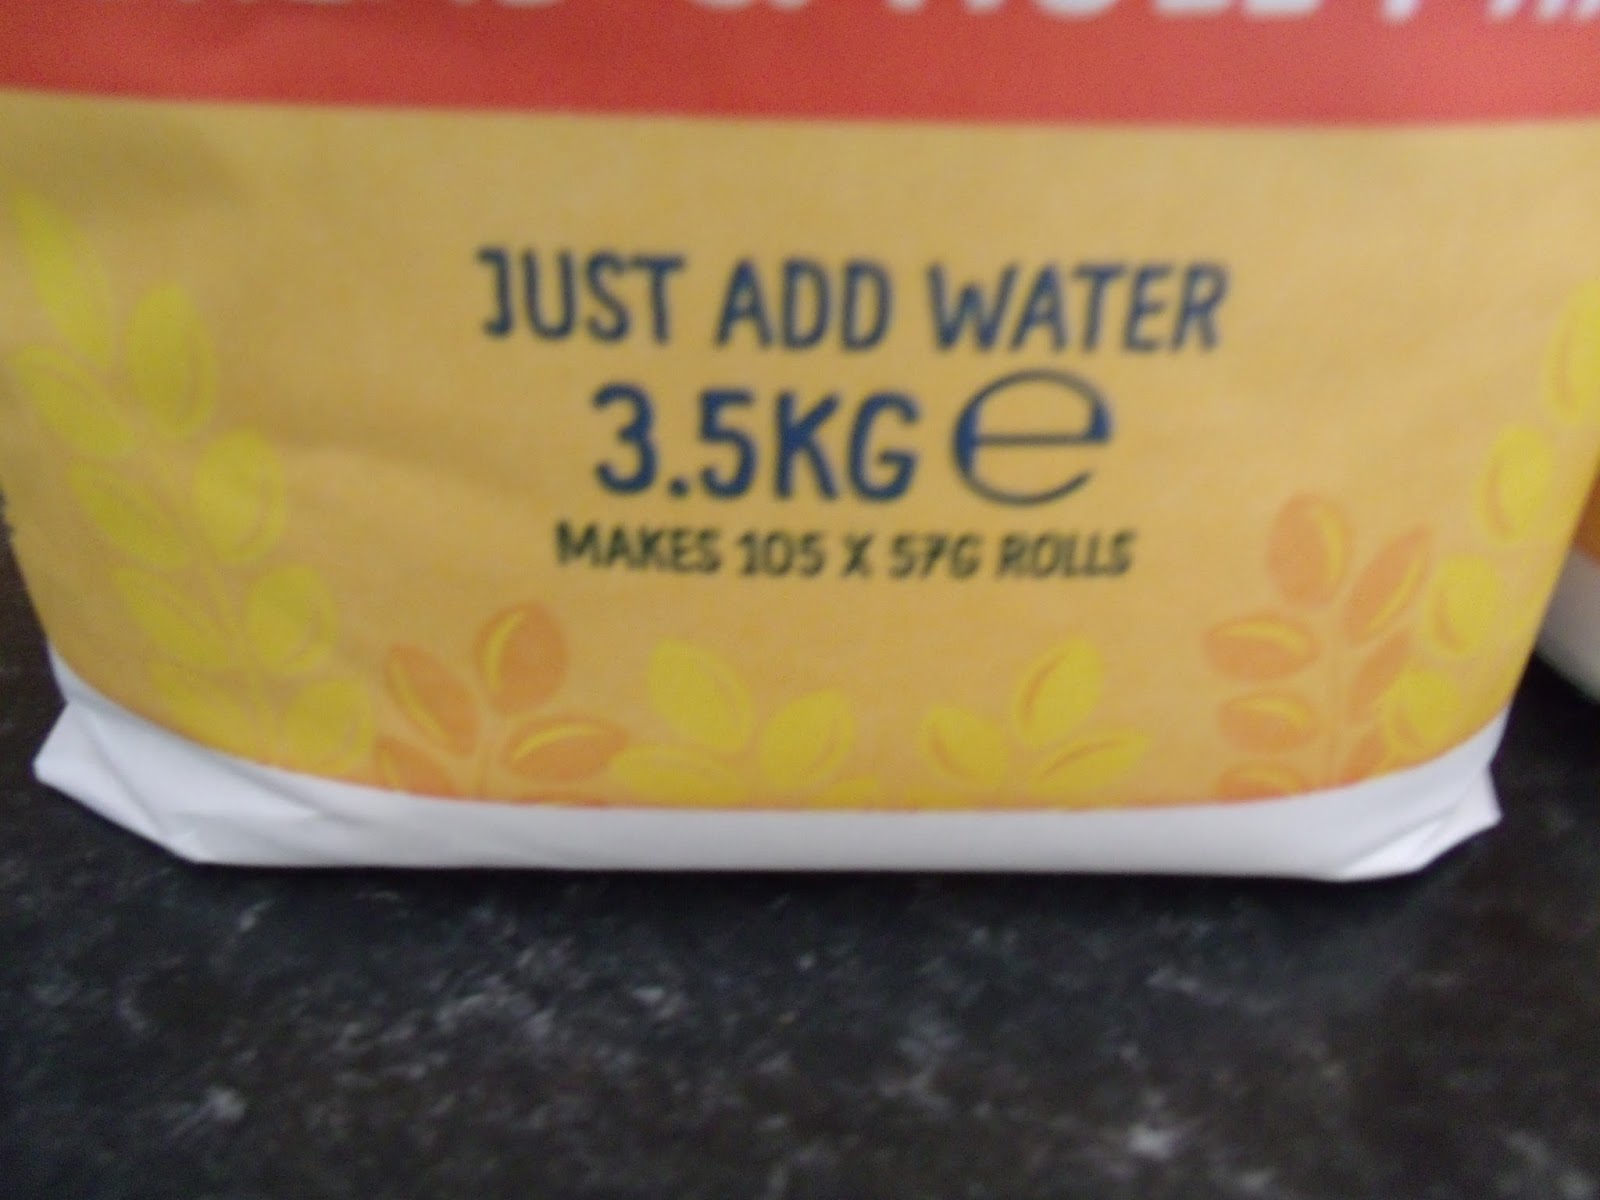 JUST ADD WATER
3.5KG e
MAKES 105 X 57G ROLLS